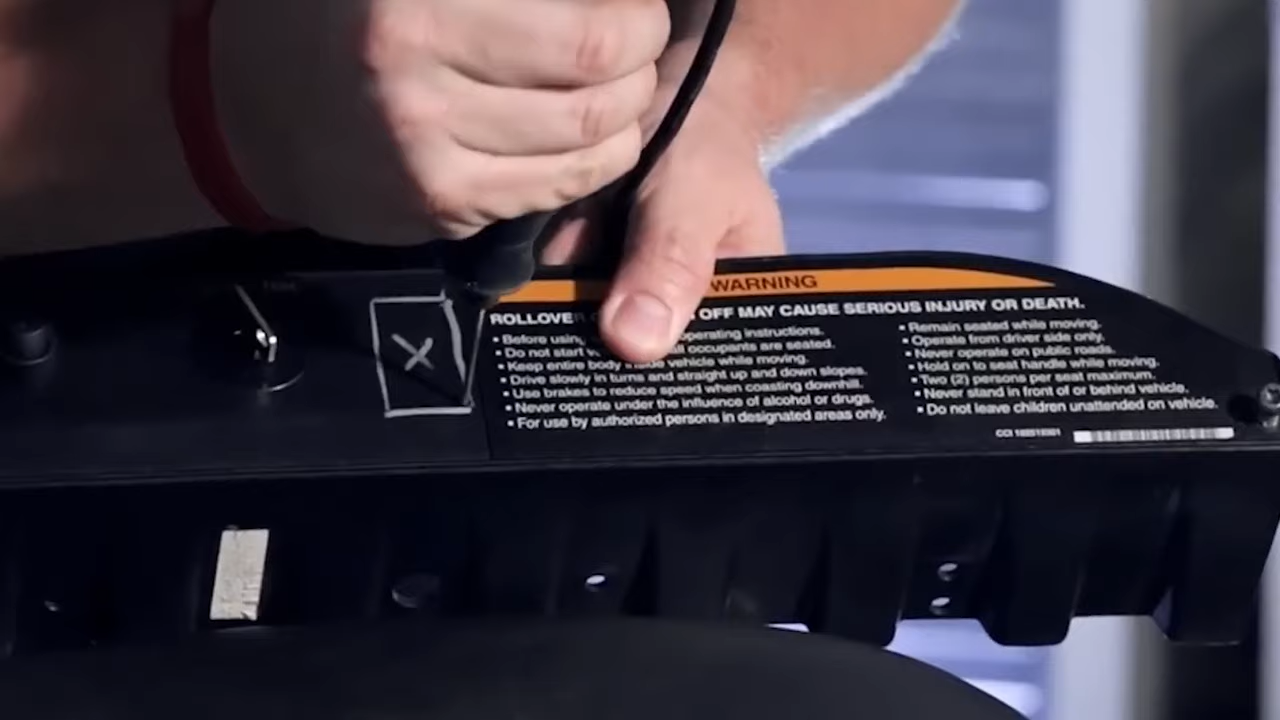 WARNING
ROLLOVER OFF MAY CAUSE SERIOUS INJURY OR DEATH.
• Before using operating instructions.
• Do not start occupants are seated.
• Keep entire body inside vehicle while moving.
• Drive slowly in turns and straight up and down slopes.
• Use brakes to reduce speed when coasting downhill.
• Never operate under the influence of alcohol or drugs.
• For use by authorized persons in designated areas only.
• Remain seated while moving.
• Operate from driver side only.
• Never operate on public roads.
• Hold on to seat handle while moving.
• Two (2) persons per seat maximum.
• Never stand in front of or behind vehicle.
• Do not leave children unattended on vehicle.
CCI
X